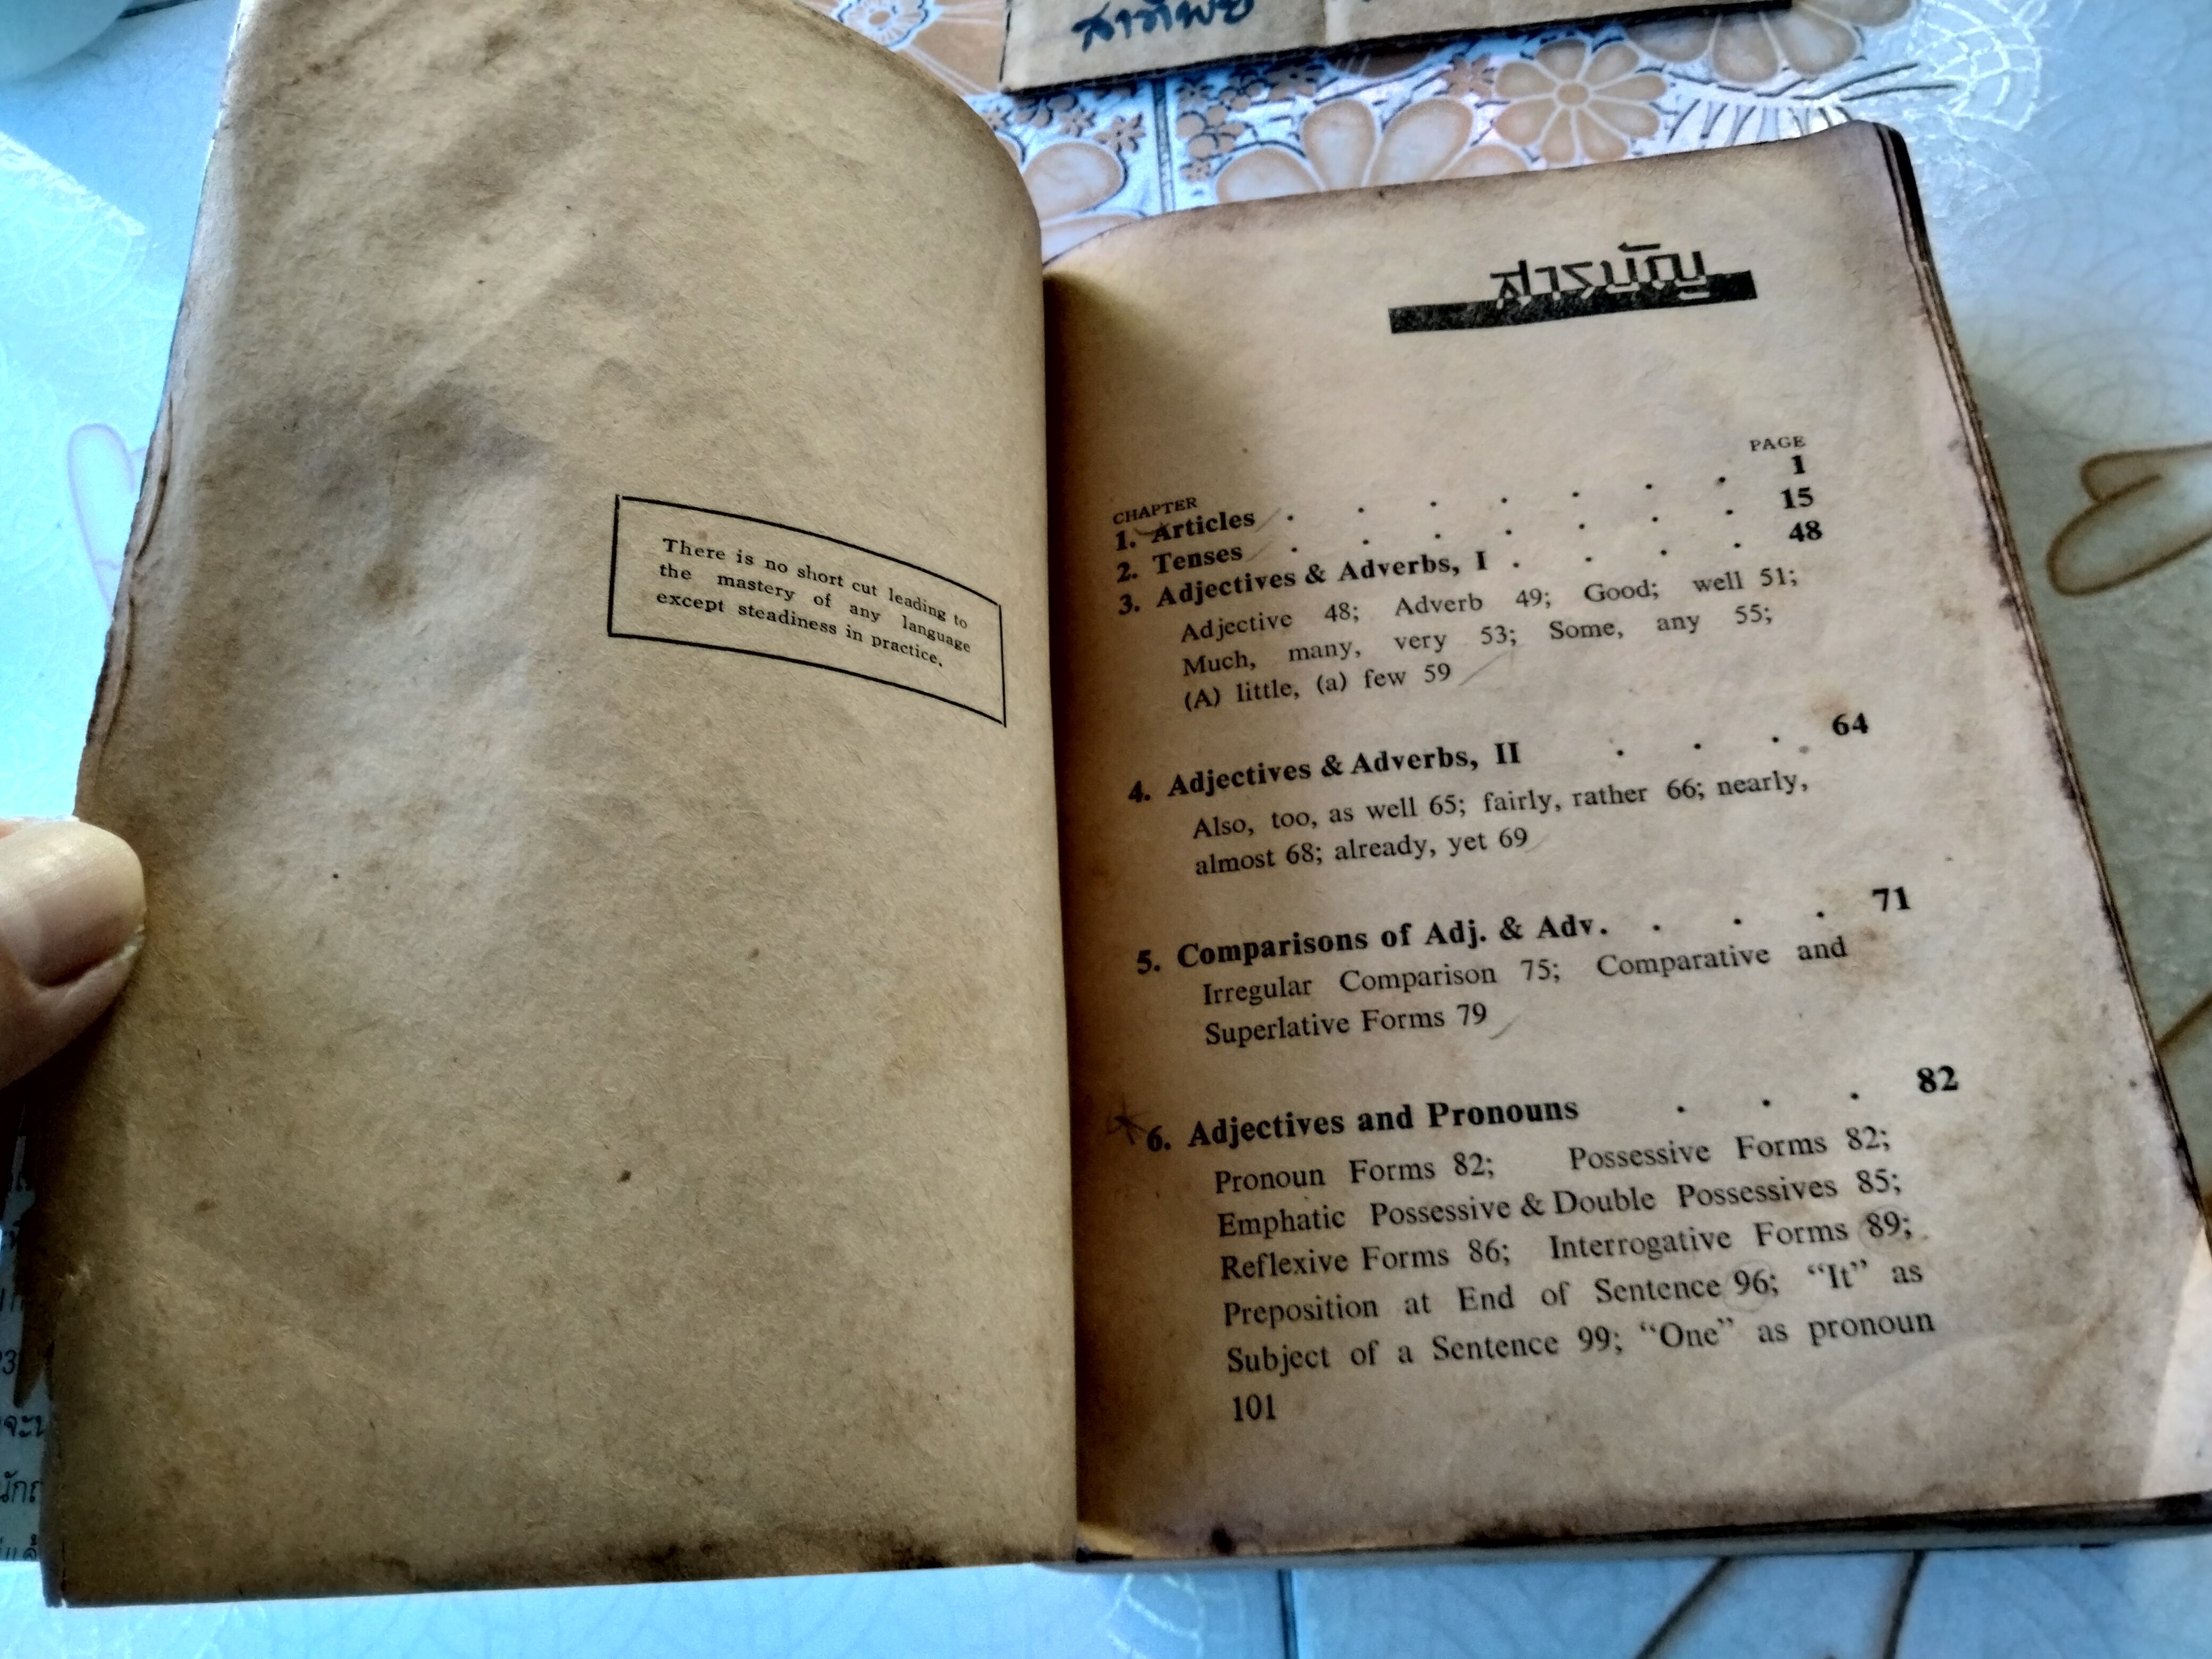 สาทิพย์
There is no short cut leading to
the mastery of any language
except steadiness in practice.
สารบัญ
PAGE
CHAPTER
1. Articles . . . . . . . 1
2. Tenses . . . . . . . 15
3. Adjectives & Adverbs, I . . . . 48
Adjective 48; Adverb 49; Good; well 51;
Much, many, very 53; Some, any 55;
(A) little, (a) few 59
4. Adjectives & Adverbs, II . . . 64
Also, too, as well 65; fairly, rather 66; nearly,
almost 68; already, yet 69
5. Comparisons of Adj. & Adv. . . . 71
Irregular Comparison 75; Comparative and
Superlative Forms 79
6. Adjectives and Pronouns . . . 82
Pronoun Forms 82; Possessive Forms 82;
Emphatic Possessive & Double Possessives 85;
Reflexive Forms 86; Interrogative Forms 89;
Preposition at End of Sentence 96; “It” as
Subject of a Sentence 99; “One” as pronoun
101